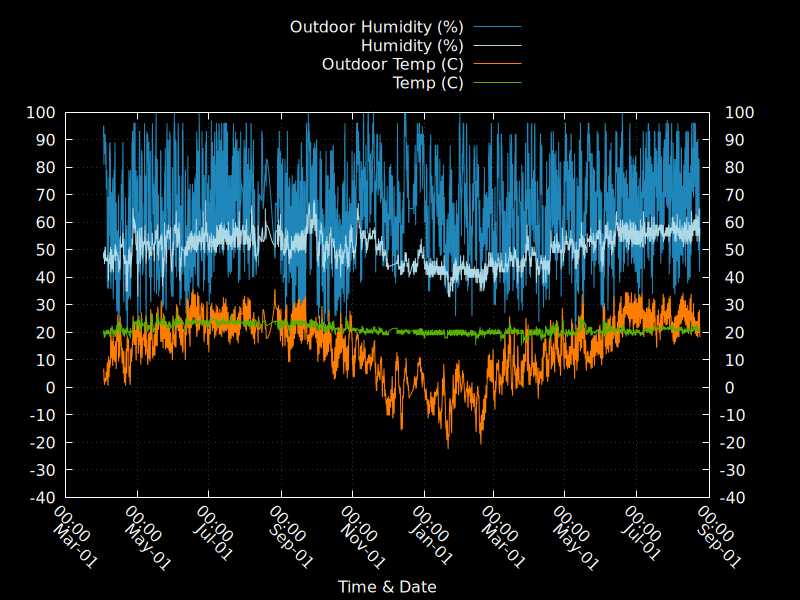 Outdoor Humidity (%)
Humidity (%)
Outdoor Temp (C)
Temp (C)
100 100
90 90
80 80
70 70
60 60
50 50
40 40
30 30
20 20
10 10
0 0
-10 -10
-20 -20
-30 -30
-40 -40
00:00 00:00 00:00 00:00 00:00 00:00 00:00 00:00 00:00 00:00
Mar-01 May-01 Jul-01 Sep-01 Nov-01 Jan-01 Mar-01 May-01 Jul-01 Sep-01
Time & Date